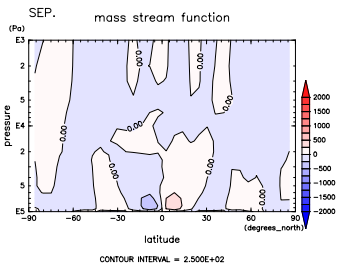 SEP.
mass stream function
(Pa)
E3
2
5
E4
2
5
E5
pressure
0.00
0.00
0.00
0.00
0.00
0.00
0.00
0.00
2000
1500
1000
500
0
−500
−1000
−1500
−2000
−90
−60
−30
0
30
60
90
(degrees_north)
latitude
CONTOUR INTERVAL = 2.500E+02